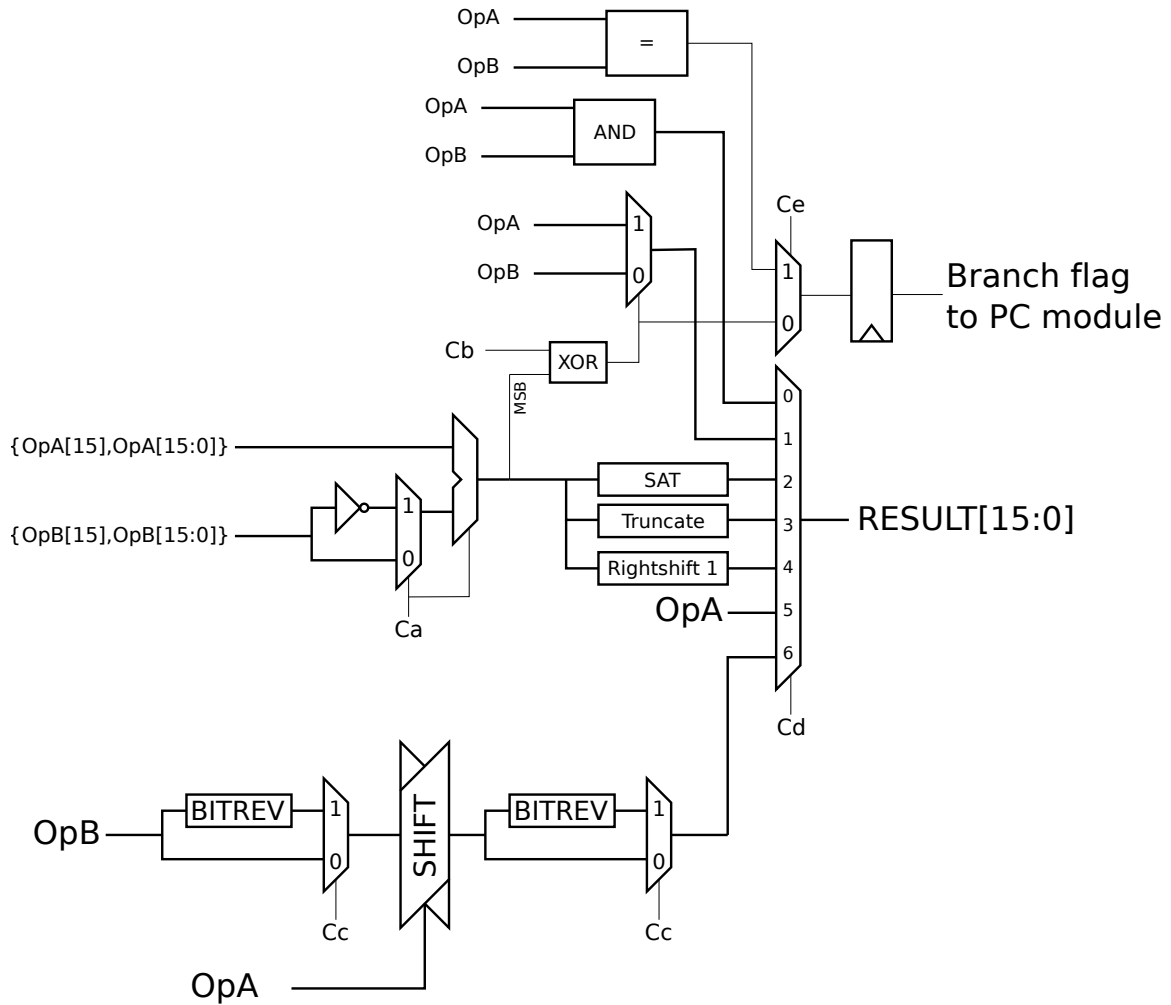 OpA
=
OpB
OpA
AND
OpB
Ce
OpA
1
OpB
0
1
Branch flag
to PC module
0
Cb
XOR
MSB
0
{OpA[15],OpA[15:0]}
1
SAT
2
1
Truncate
3
RESULT[15:0]
{OpB[15],OpB[15:0]}
0
Rightshift 1
4
OpA
5
Ca
6
Cd
BITREV
1
BITREV
1
OpB
SHIFT
0
0
Cc
Cc
OpA